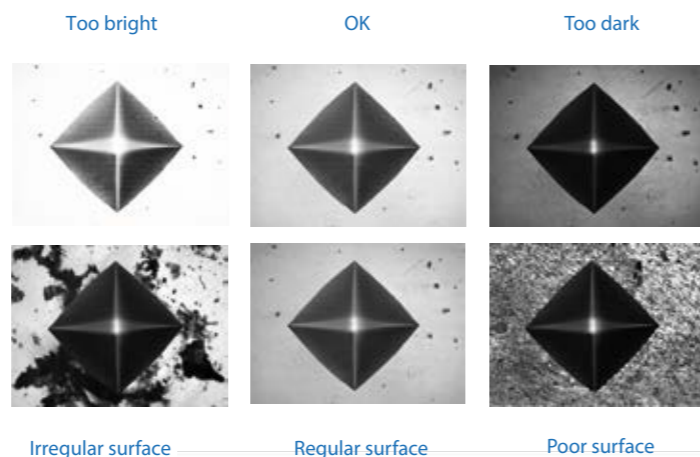 Too bright
OK
Too dark
Irregular surface
Regular surface
Poor surface